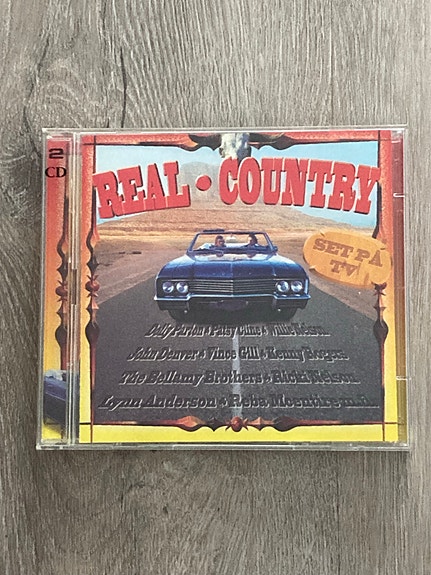 2
CD
REAL • COUNTRY
SET PÅ
TV
Dolly Parton & Patsy Cline & Willie Nelson
John Denver & Vince Gill & Kenny Rogers
The Bellamy Brothers & Ricki Nelson
Lynn Anderson & Reba Mcentire m.fl.